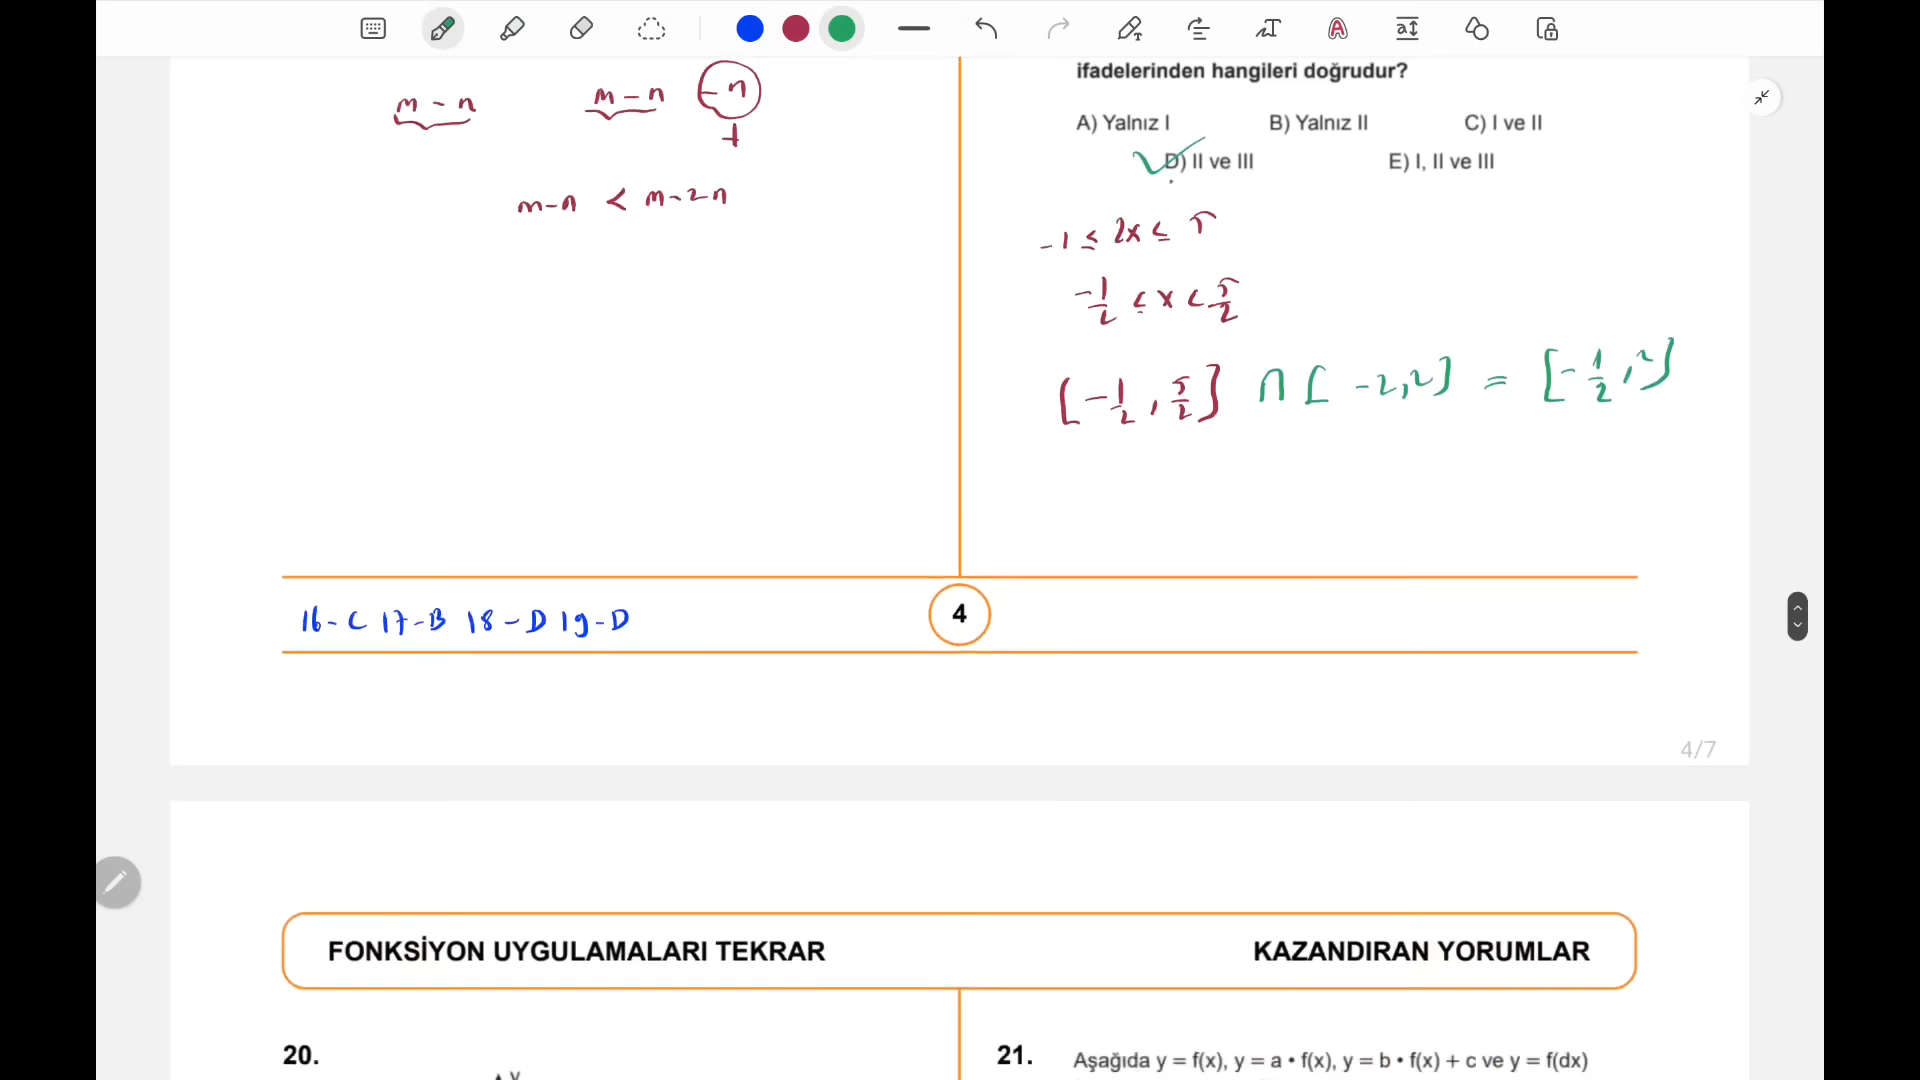 m - n
m - n
- n
+
m-n < m-2n
ifadelerinden hangileri doğrudur?
A) Yalnız I B) Yalnız II C) I ve II
D) II ve III E) I, II ve III
-1 ≤ 2x ≤ 5
-1/2 ≤ x < 5/2
[-1/2, 5/2] ∩ [-2,2] = [-1/2, 2]
16-C 17-B 18-D 19-D
4
4/7
FONKSİYON UYGULAMALARI TEKRAR
KAZANDIRAN YORUMLAR
20.
y
21. Aşağıda y = f(x), y = a • f(x), y = b • f(x) + c ve y = f(dx)